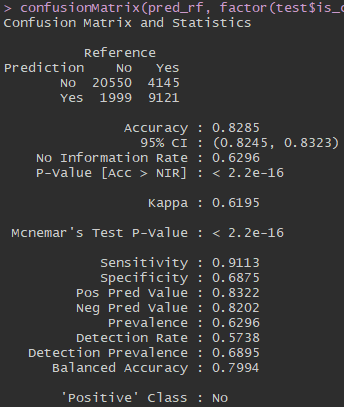 > confusionMatrix(pred_rf, factor(test$is_c
Confusion Matrix and Statistics
Reference
Prediction No Yes
No 20550 4145
Yes 1999 9121
Accuracy : 0.8285
95% CI : (0.8245, 0.8323)
No Information Rate : 0.6296
P-Value [Acc > NIR] : < 2.2e-16
Kappa : 0.6195
Mcnemar's Test P-Value : < 2.2e-16
Sensitivity : 0.9113
Specificity : 0.6875
Pos Pred Value : 0.8322
Neg Pred Value : 0.8202
Prevalence : 0.6296
Detection Rate : 0.5738
Detection Prevalence : 0.6895
Balanced Accuracy : 0.7994
'Positive' Class : No